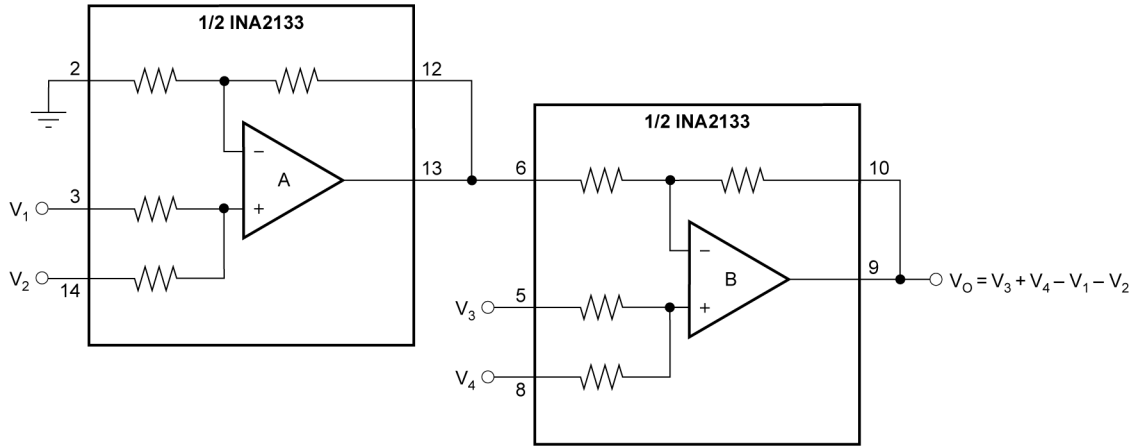 1/2 INA2133
2
12
A
−
+
13
V1
3
V2
14
1/2 INA2133
6
10
B
−
+
9
VO = V3 + V4 – V1 – V2
V3
5
V4
8